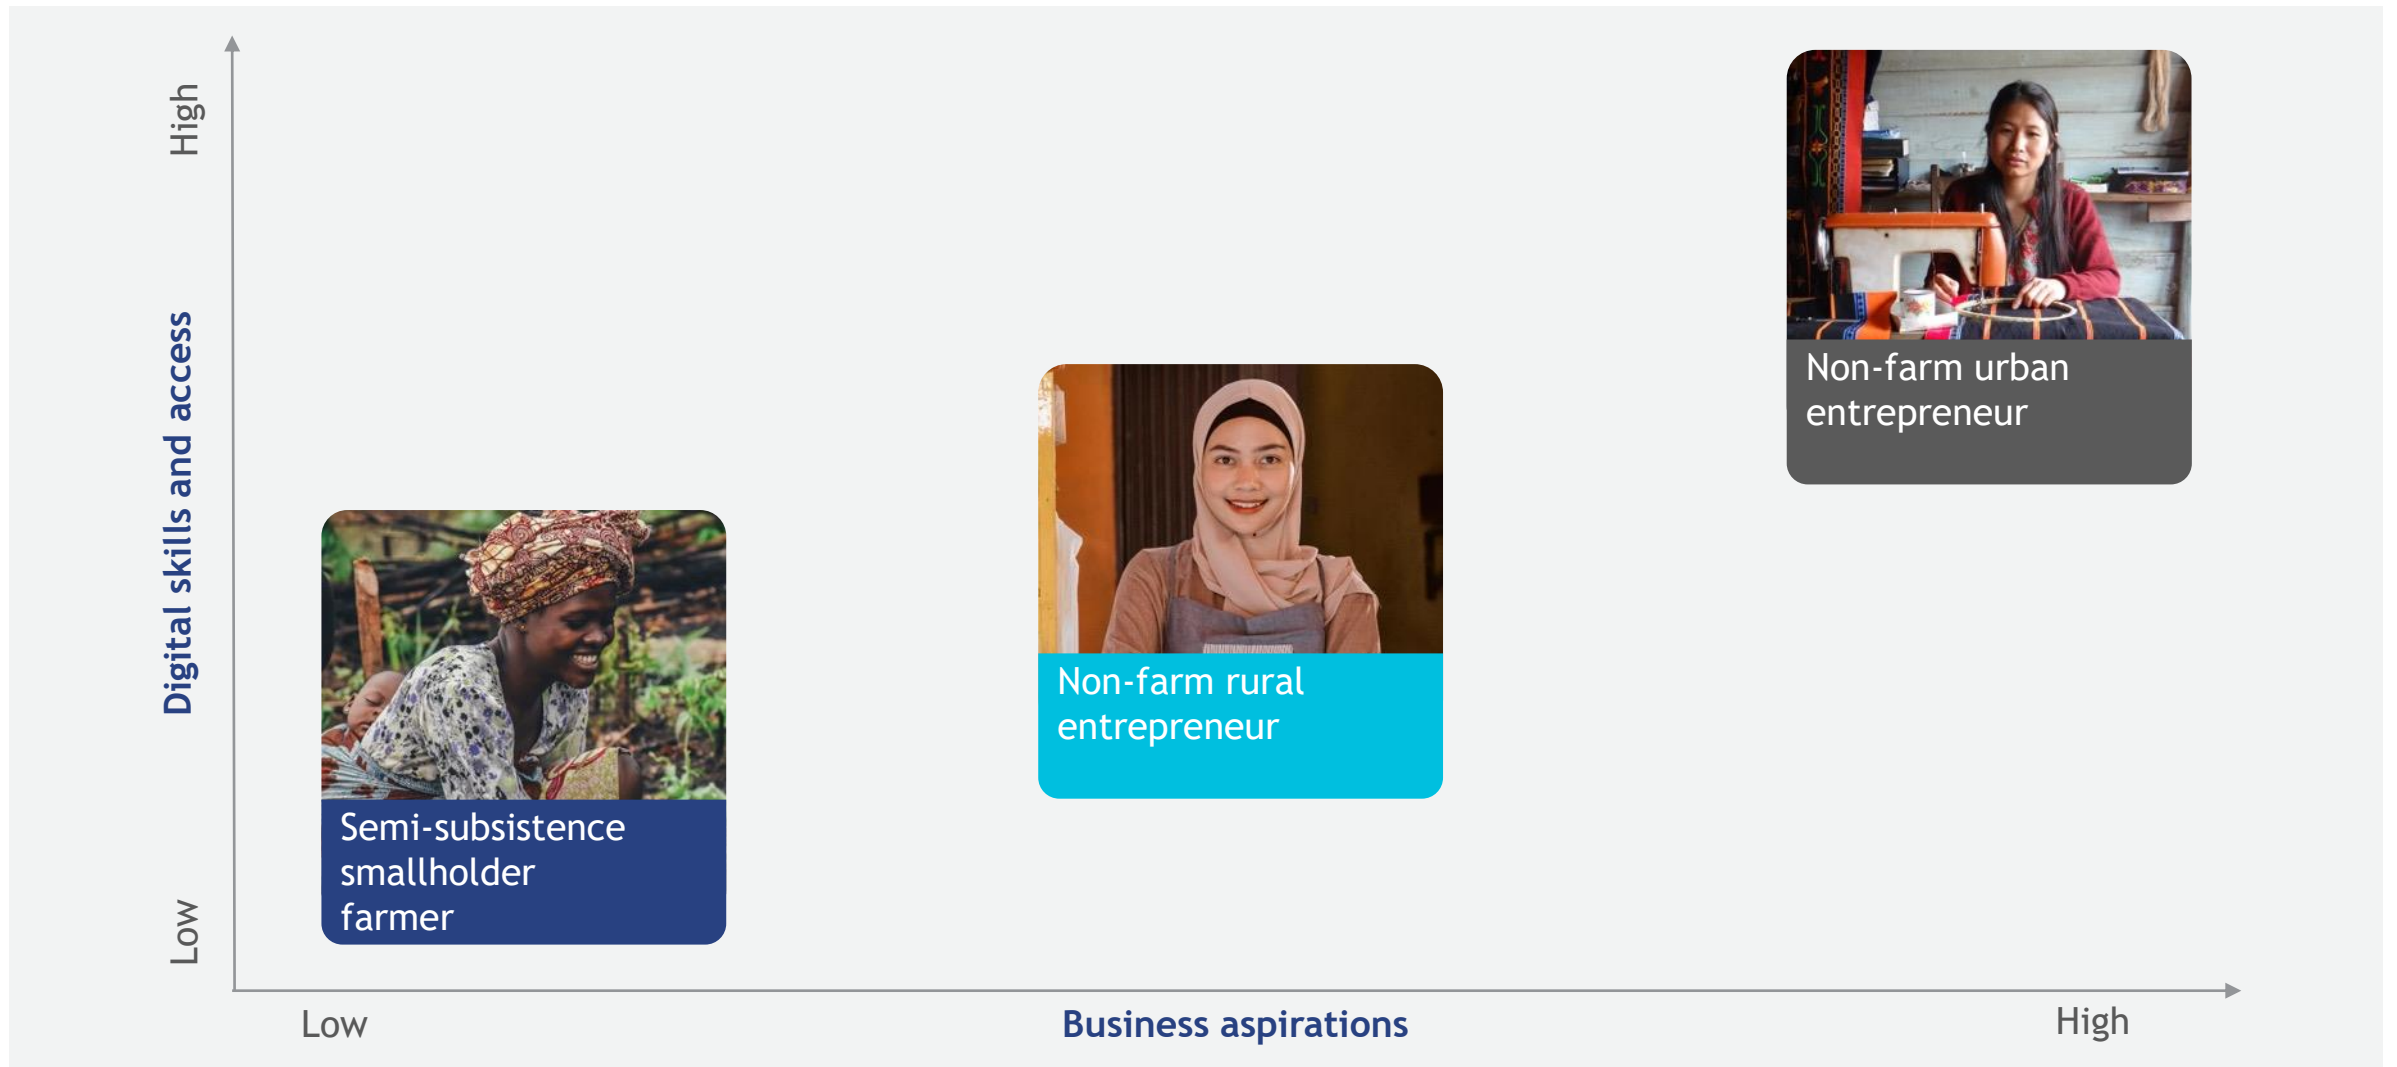 High
Digital skills and access
Low
Non-farm urban
entrepreneur
Non-farm rural
entrepreneur
Semi-subsistence
smallholder
farmer
Low
Business aspirations
High